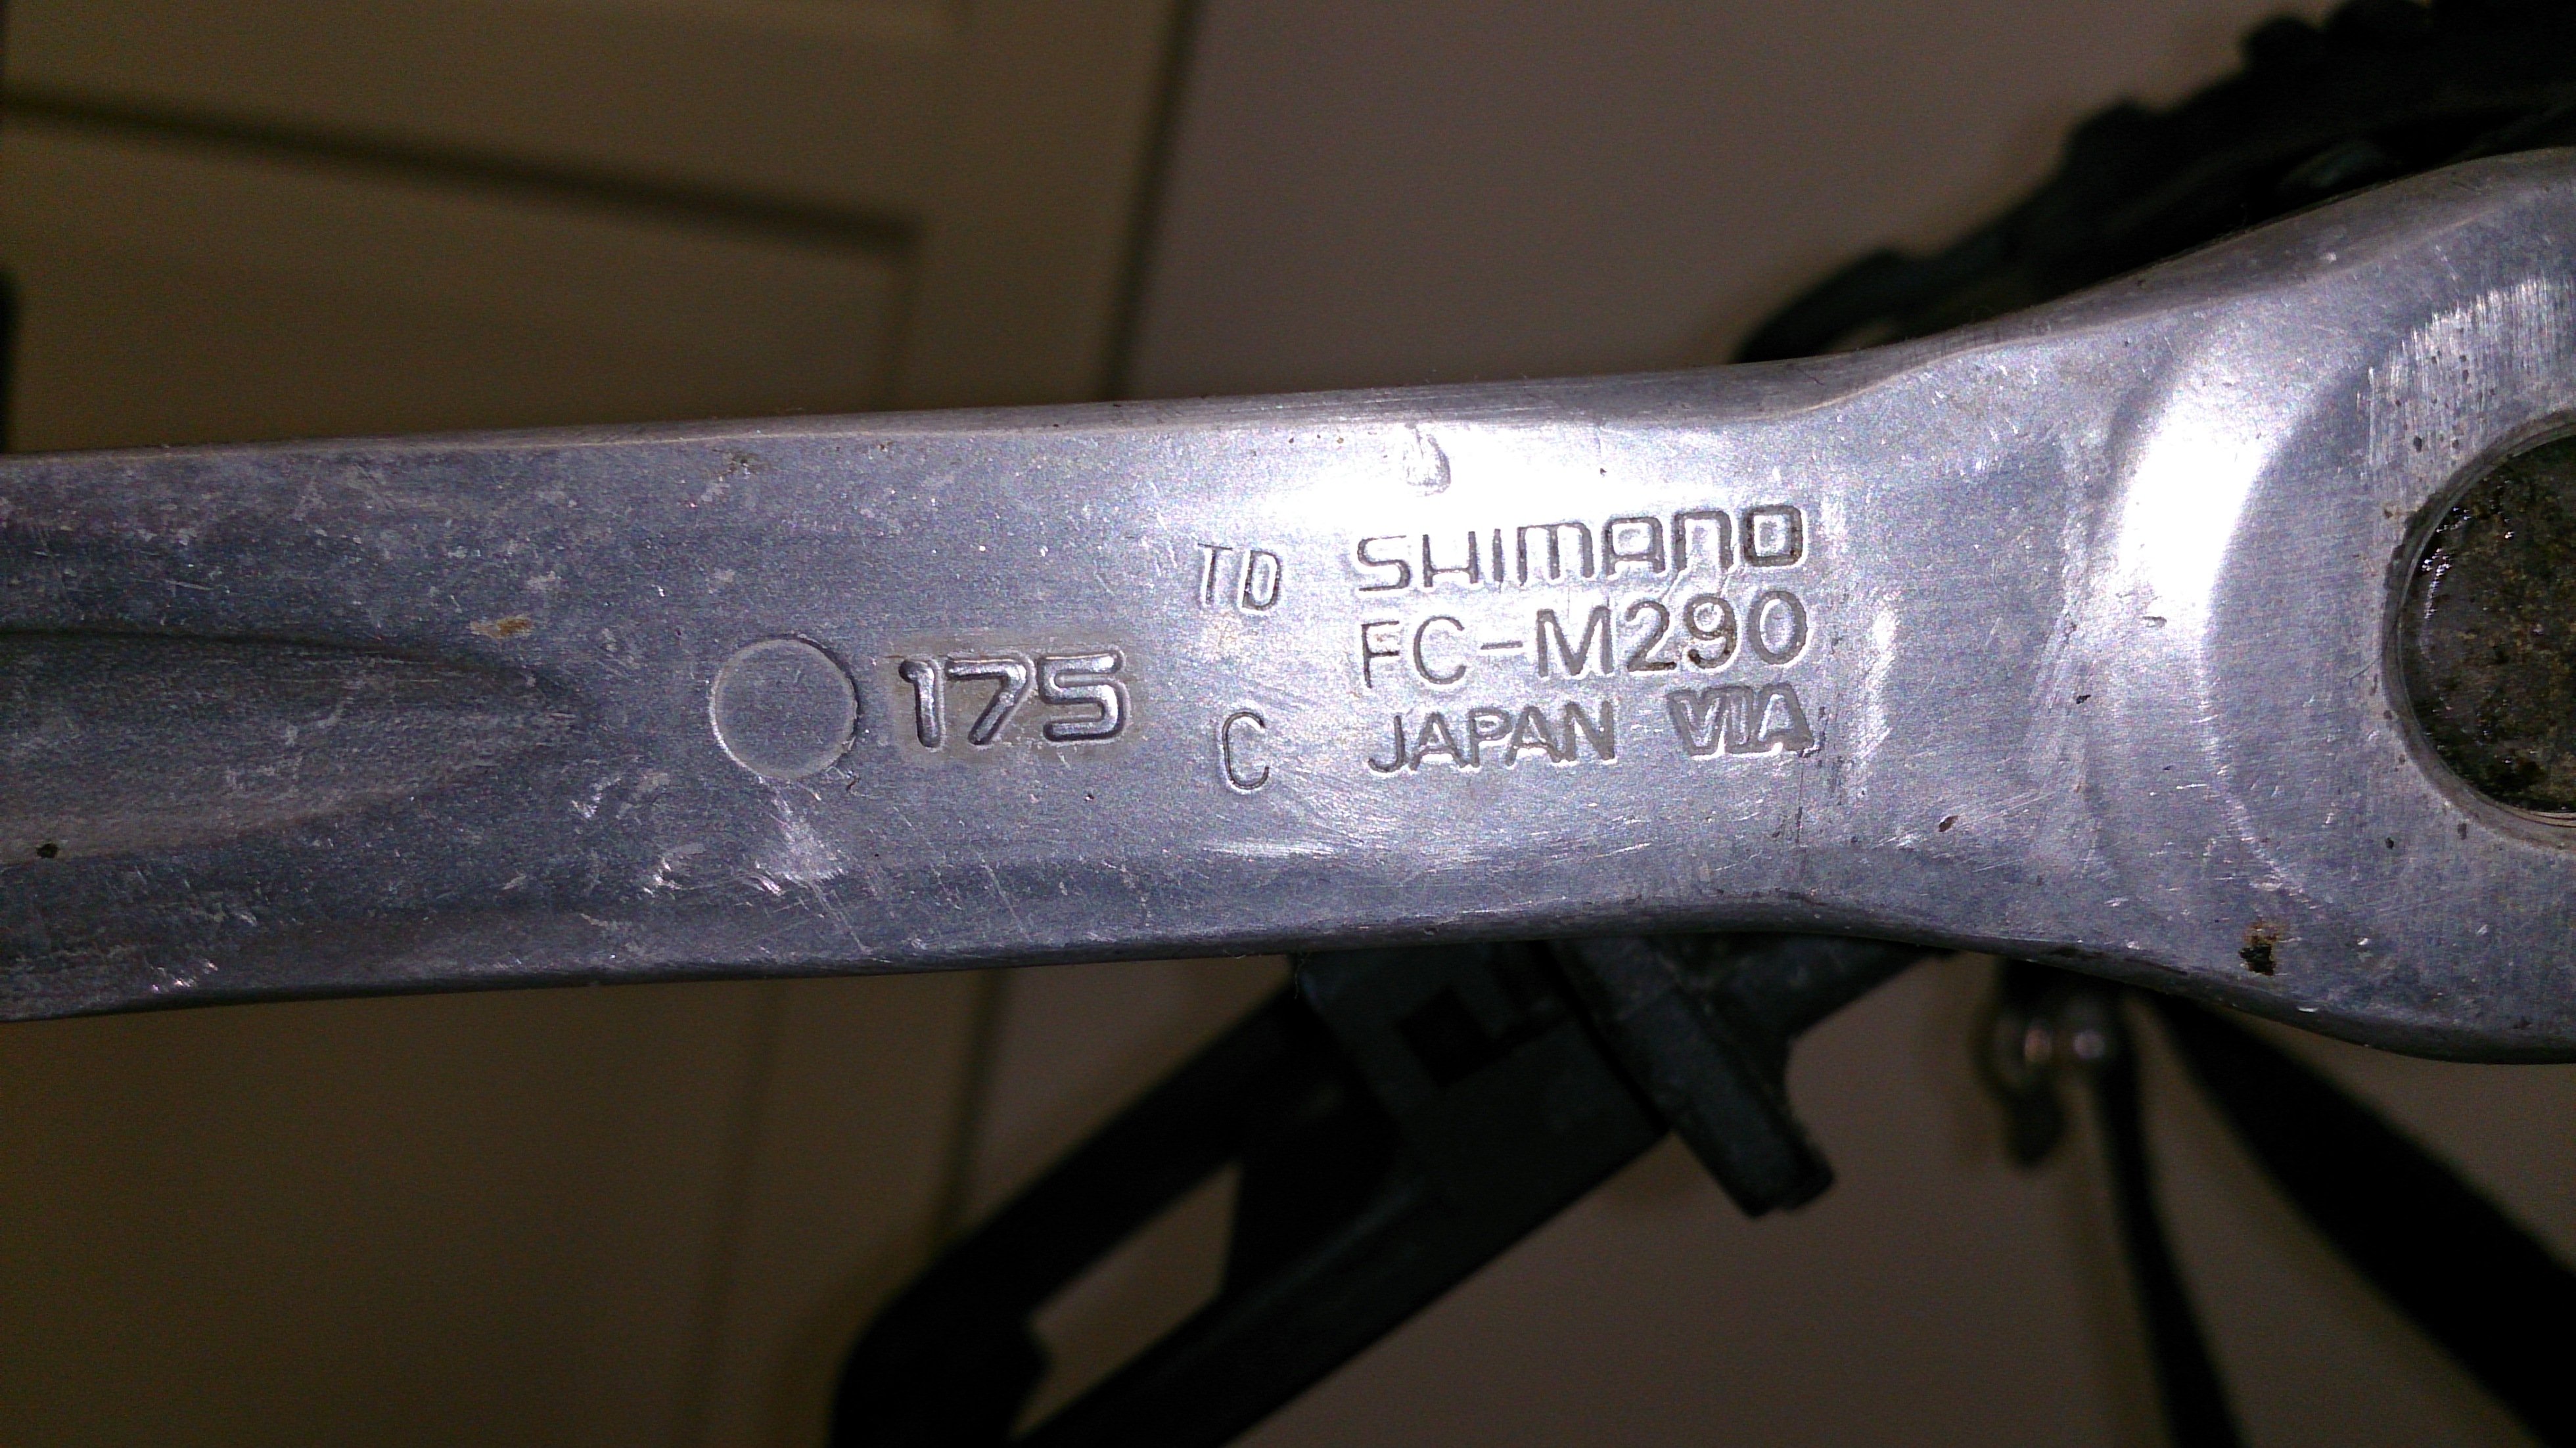 175
TD
C
SHIMANO
FC-M290
JAPAN VIA